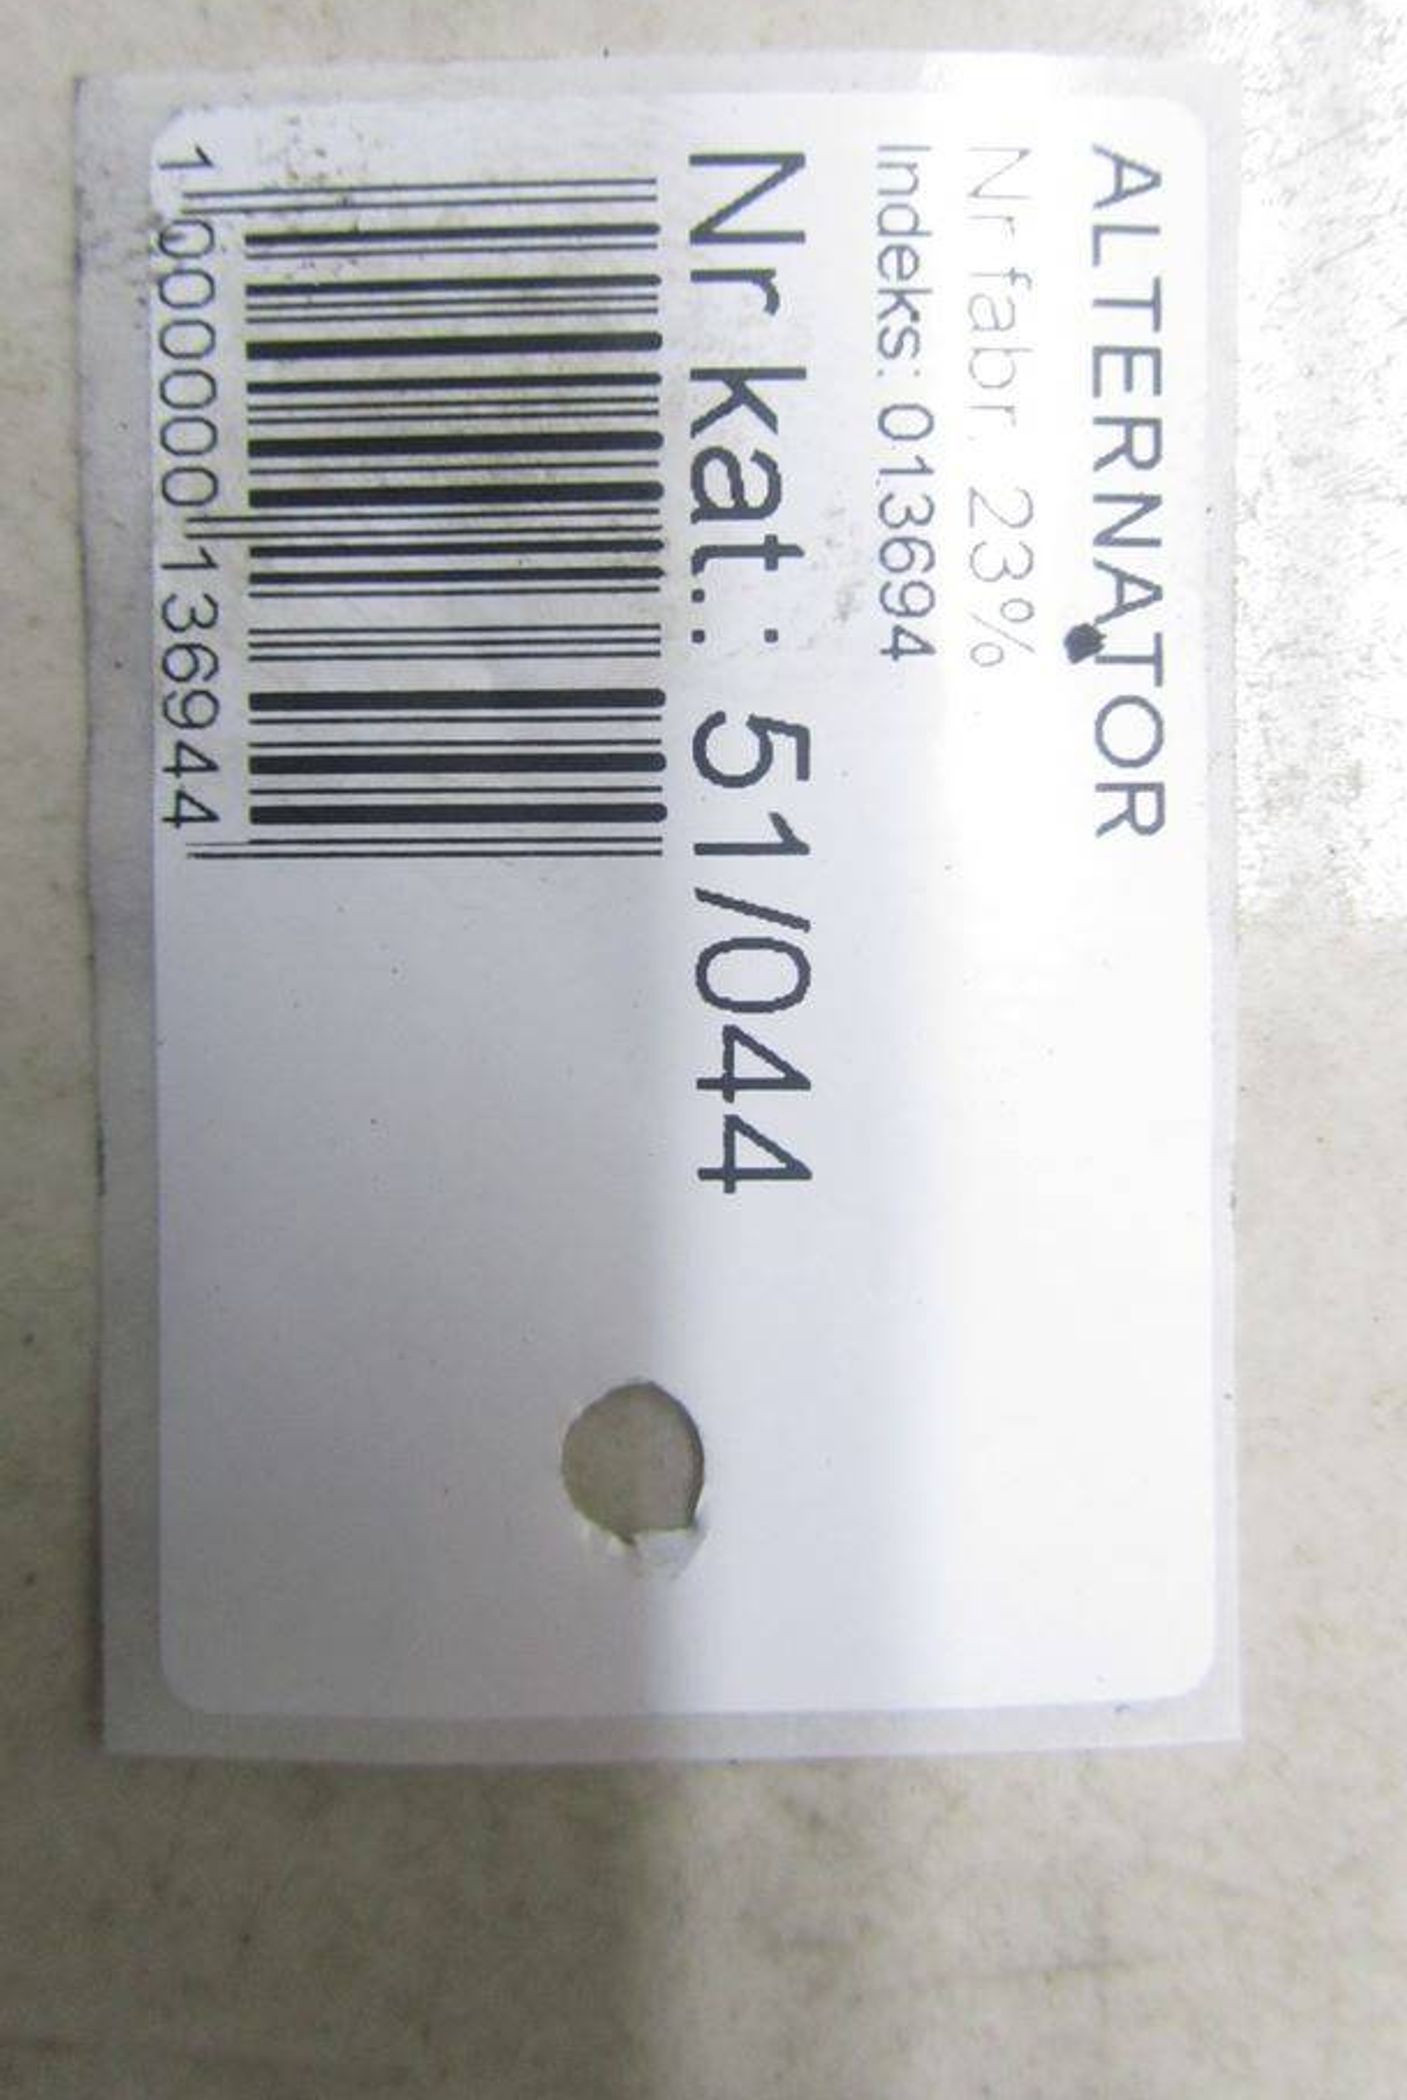 ALTERNATOR
Nr fabr. 23%
Indeks: 013694
Nr kat.: 51/044
1 000000 136944